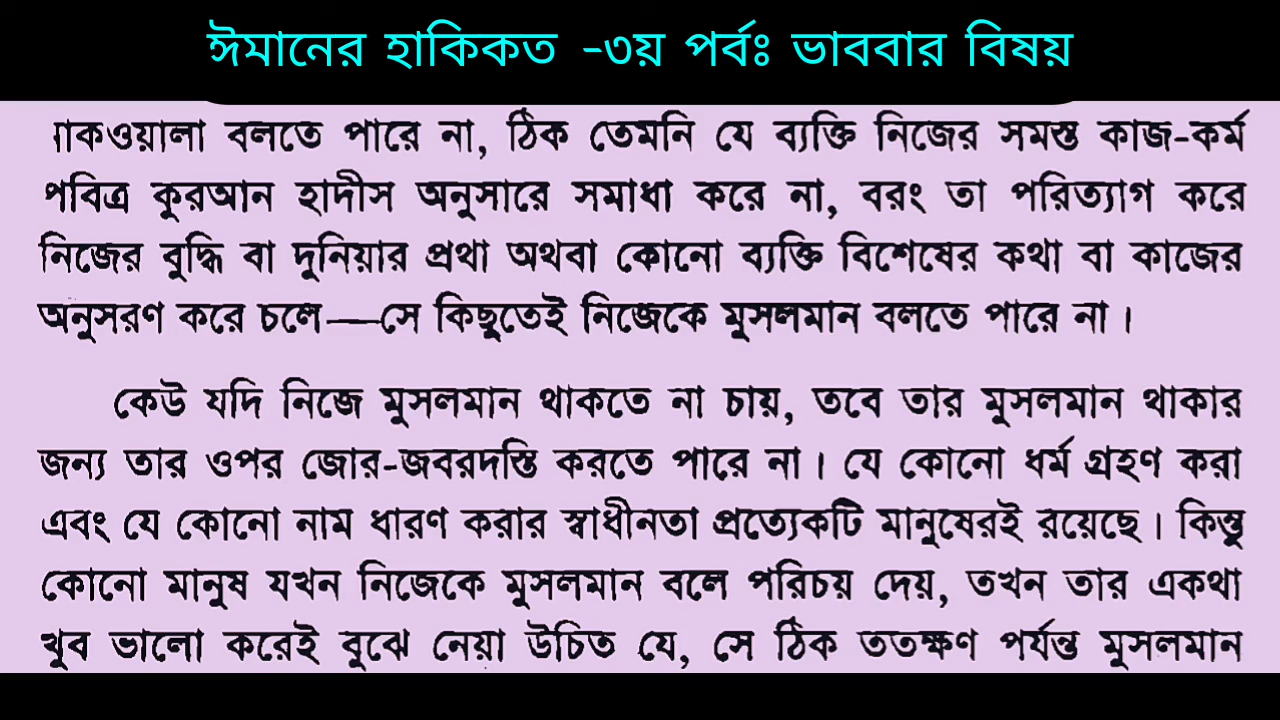 ঈমানের হাকিকত -৩য় পর্বঃ ভাববার বিষয়
বলতে পারে না, ঠিক তেমনি যে ব্যক্তি নিজের সমস্ত কাজ-কর্ম
পবিত্র কুরআন হাদীস অনুসারে সমাধা করে না, বরং তা পরিত্যাগ করে
নিজের বুদ্ধি বা দুনিয়ার প্রথা অথবা কোনো ব্যক্তি বিশেষের কথা বা কাজের
অনুসরণ করে চলে—সে কিছুতেই নিজেকে মুসলমান বলতে পারে না।
কেউ যদি নিজে মুসলমান থাকতে না চায়, তবে তার মুসলমান থাকার
জন্য তার ওপর জোর-জবরদস্তি করতে পারে না। যে কোনো ধর্ম গ্রহণ করা
এবং যে কোনো নাম ধারণ করার স্বাধীনতা প্রত্যেকটি মানুষেরই রয়েছে। কিন্তু
কোনো মানুষ যখন নিজেকে মুসলমান বলে পরিচয় দেয়, তখন তার একথা
খুব ভালো করেই বুঝে নেয়া উচিত যে, সে ঠিক ততক্ষণ পর্যন্ত মুসলমান